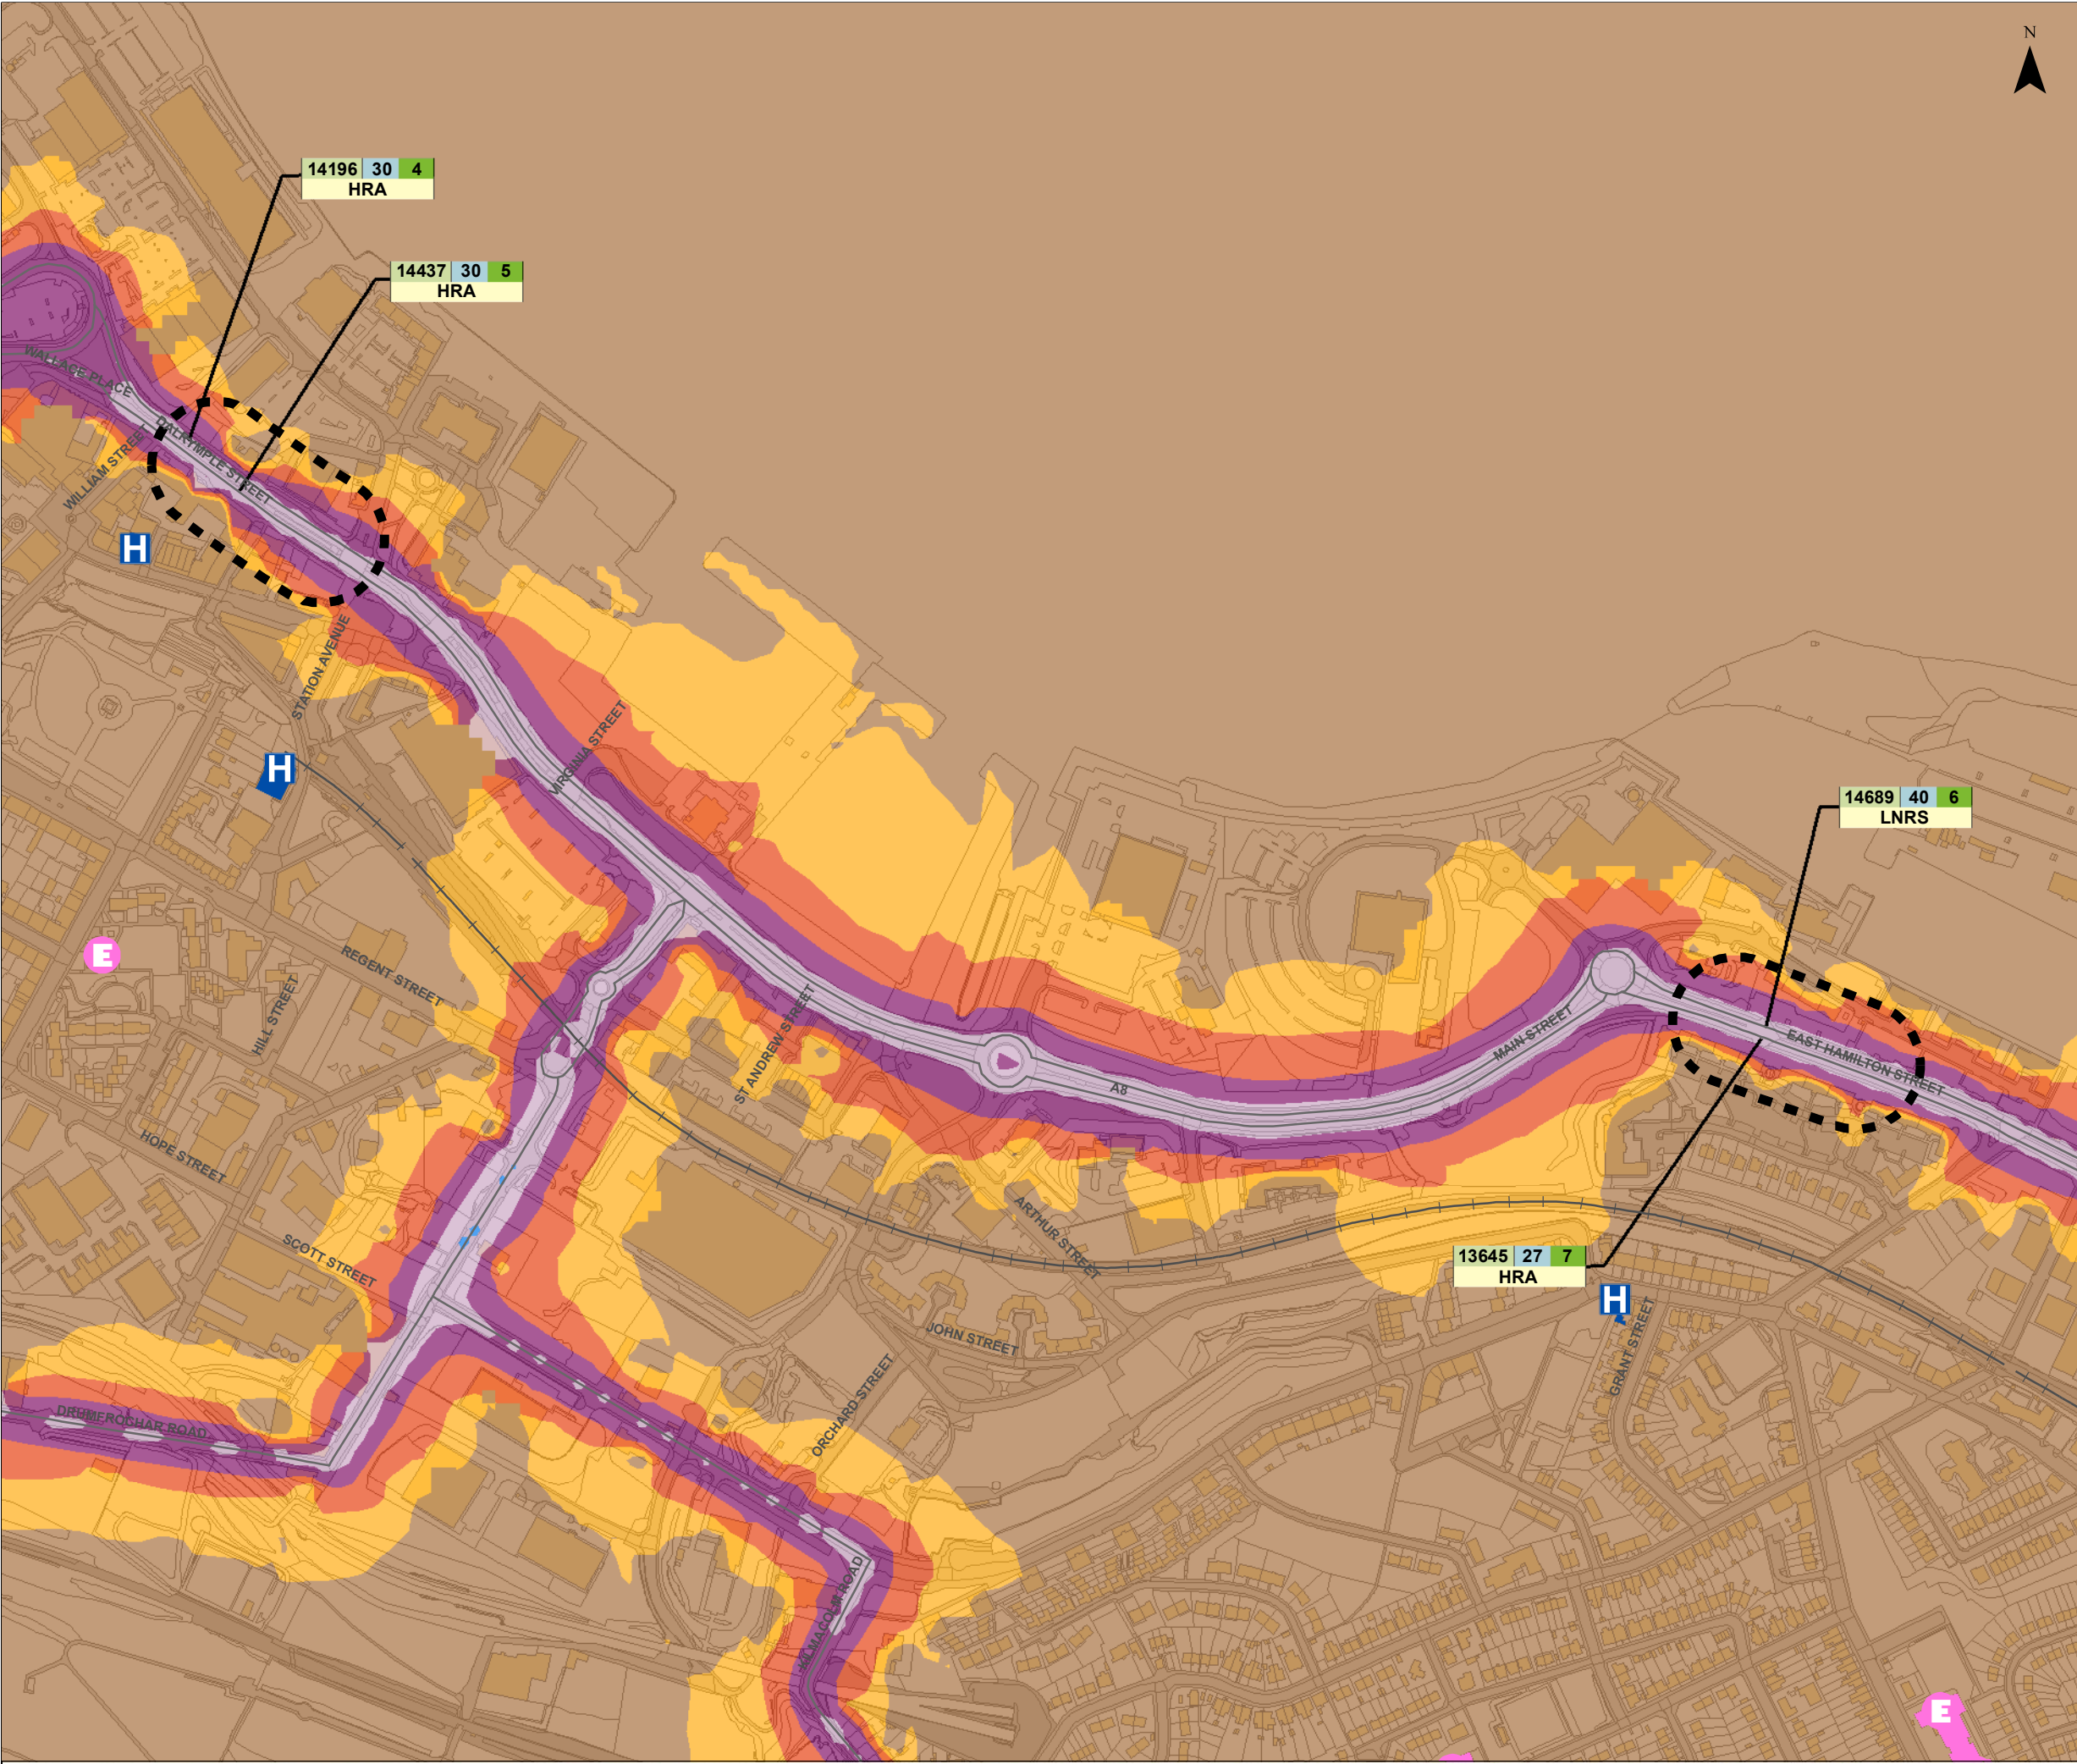 N
14196 30 4
HRA
14437 30 5
HRA
WALLACE PLACE
DALRYMPLE STREET
WILLIAM STREET
H
STATION AVENUE
VIRGINIA STREET
H
14689 40 6
LNRS
E
REGENT STREET
HILL STREET
ST ANDREW STREET
MAIN STREET
A8
EAST HAMILTON STREET
HOPE STREET
ARTHUR STREET
SCOTT STREET
13645 27 7
HRA
H
JOHN STREET
GRANT STREET
ORCHARD STREET
DRUMFROCHAR ROAD
KILMACOLM ROAD
E